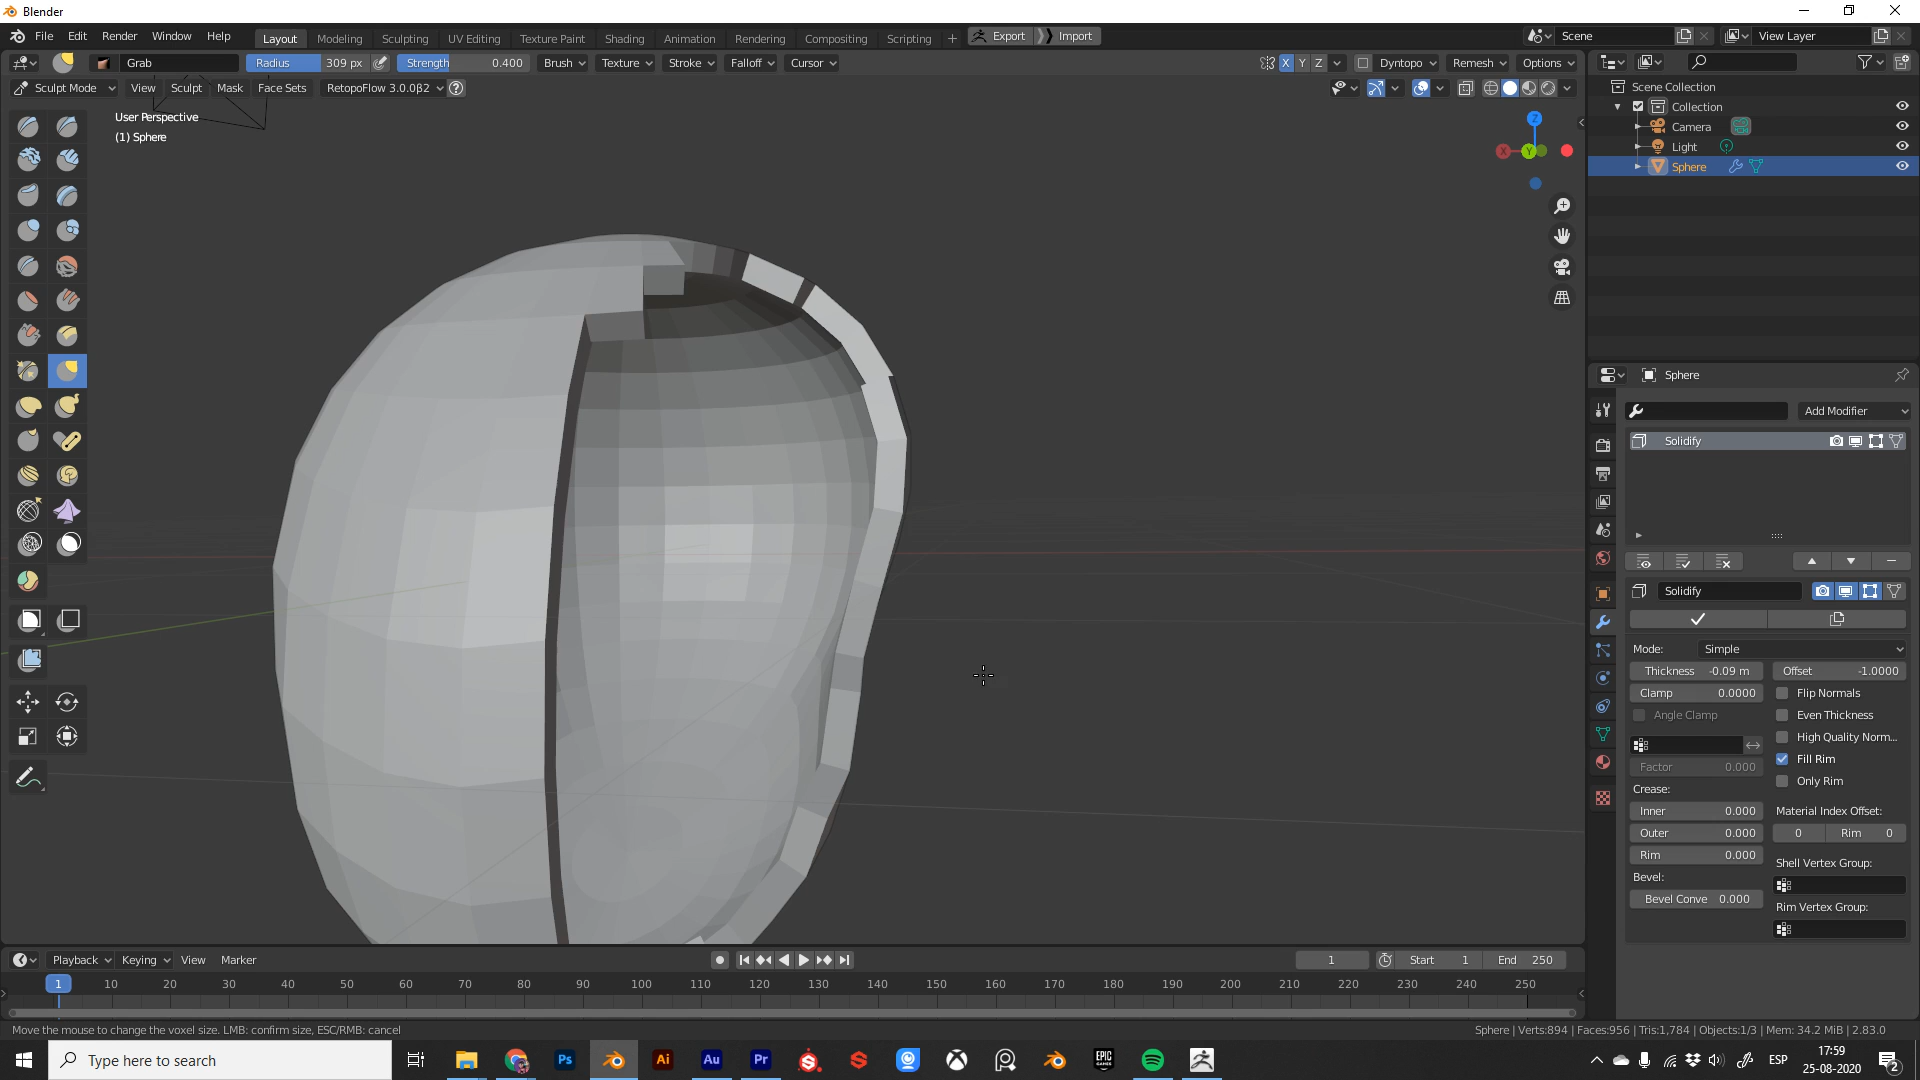 Blender
File Edit Render Window Help Layout Modeling Sculpting UV Editing Texture Paint Shading Animation Rendering Compositing Scripting + Export Import Scene View Layer
Grab Radius 309 px Strength 0.400 Brush Texture Stroke Falloff Cursor X Y Z Dyntopo Remesh Options
Sculpt Mode View Sculpt Mask Face Sets RetopoFlow 3.0.0β2 ?
User Perspective
(1) Sphere
Z
X Y
Scene Collection
Collection
Camera
Light
Sphere
Sphere
Add Modifier
Solidify
Solidify
Mode: Simple
Thickness -0.09 m Offset -1.0000
Clamp 0.0000 Flip Normals
Angle Clamp Even Thickness
High Quality Norm...
Fill Rim
Factor 0.000
Only Rim
Crease:
Inner 0.000 Material Index Offset:
Outer 0.000 0 Rim 0
Rim 0.000 Shell Vertex Group:
Bevel:
Bevel Conve 0.000 Rim Vertex Group:
Playback Keying View Marker 1 Start 1 End 250
1 10 20 30 40 50 60 70 80 90 100 110 120 130 140 150 160 170 180 190 200 210 220 230 240 250
Move the mouse to change the voxel size. LMB: confirm size, ESC/RMB: cancel
Sphere | Verts:894 | Faces:956 | Tris:1,784 | Objects:1/3 | Mem: 34.2 MiB | 2.83.0
Type here to search Ps Ai Au Pr EPIC GAMES ESP 17:59
25-08-2020 2